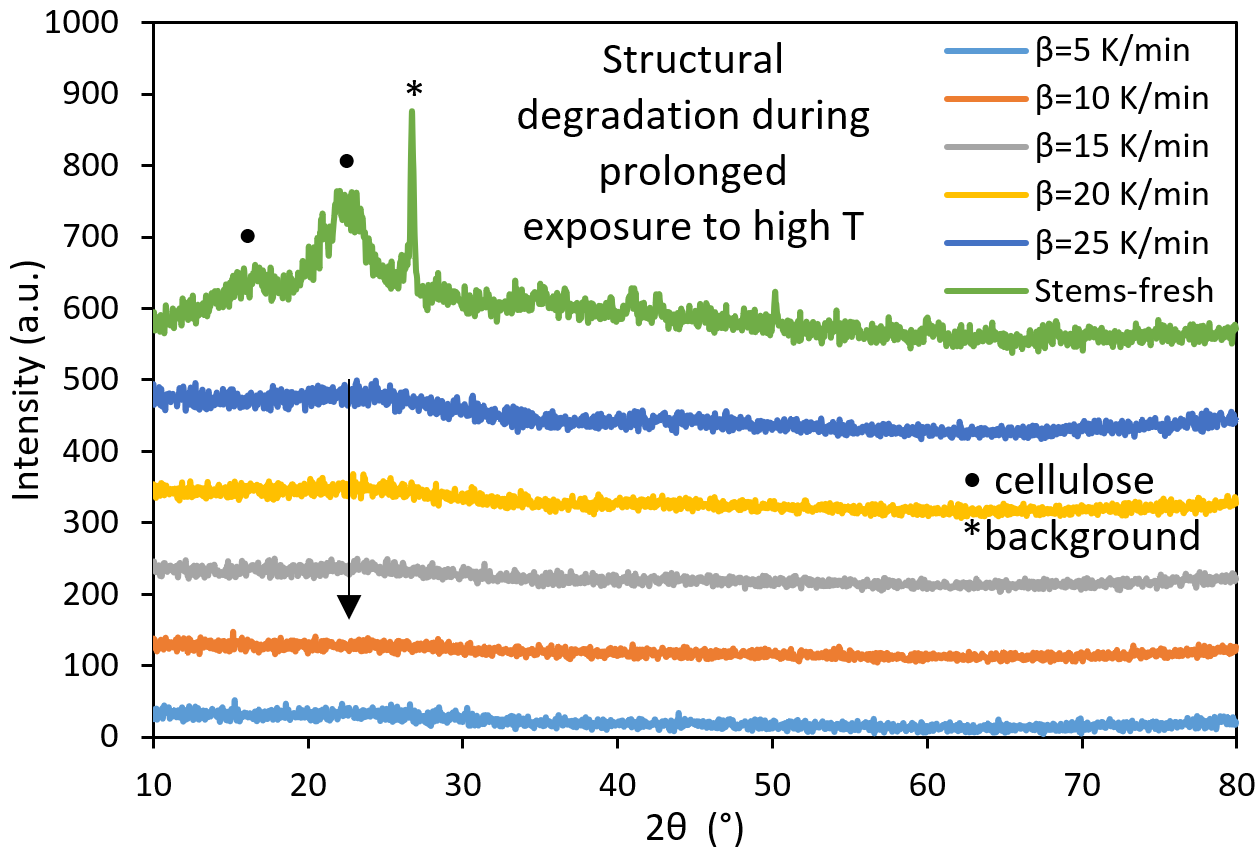 1000
900
800
700
600
500
400
300
200
100
0
Intensity (a.u.)
10 20 30 40 50 60 70 80
2θ (°)
Structural
degradation during
prolonged
exposure to high T
β=5 K/min
β=10 K/min
β=15 K/min
β=20 K/min
β=25 K/min
Stems-fresh
•
•
*
• cellulose
*background